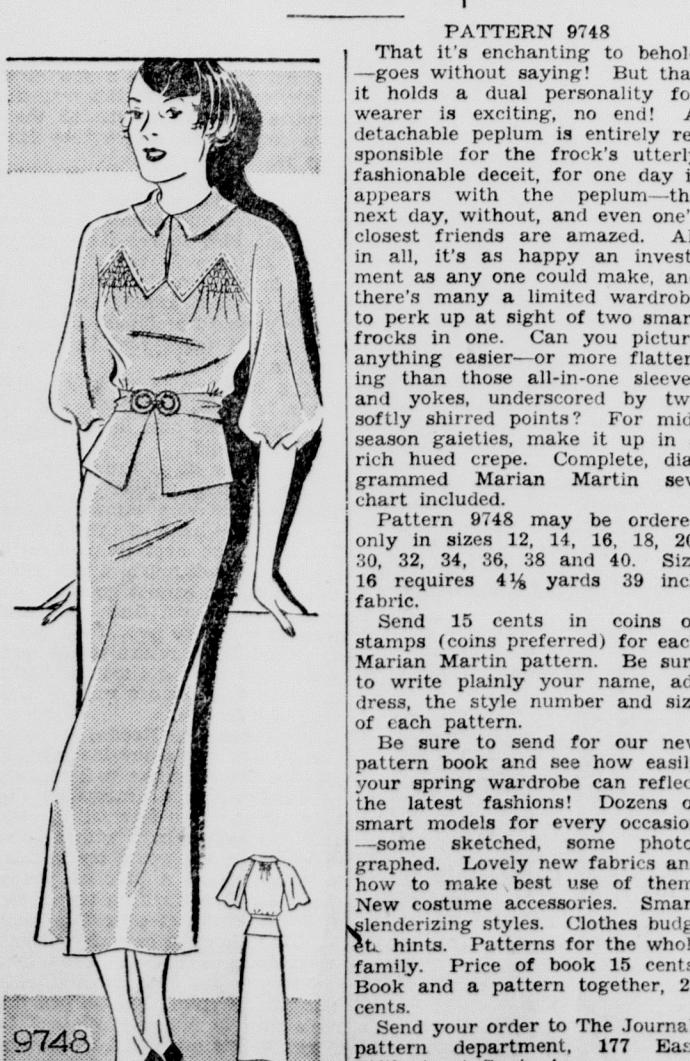 PATTERN 9748
That it's enchanting to behol
—goes without saying! But tha
it holds a dual personality fo
wearer is exciting, no end! A
detachable peplum is entirely re
sponsible for the frock's utterl
fashionable deceit, for one day i
appears with the peplum—th
next day, without, and even one'
closest friends are amazed. Al
in all, it's as happy an invest
ment as any one could make, an
there's many a limited wardrob
to perk up at sight of two smar
frocks in one. Can you pictur
anything easier—or more flatter
ing than those all-in-one sleeve
and yokes, underscored by tw
softly shirred points? For mid
season gaieties, make it up in
rich hued crepe. Complete, dia
grammed Marian Martin sew
chart included.
Pattern 9748 may be ordere
only in sizes 12, 14, 16, 18, 20
30, 32, 34, 36, 38 and 40. Siz
16 requires 4⅛ yards 39 inc
fabric.
Send 15 cents in coins o
stamps (coins preferred) for eac
Marian Martin pattern. Be sur
to write plainly your name, ad
dress, the style number and siz
of each pattern.
Be sure to send for our new
pattern book and see how easil
your spring wardrobe can reflec
the latest fashions! Dozens o
smart models for every occasio
—some sketched, some photo
graphed. Lovely new fabrics an
how to make best use of them
New costume accessories. Smar
slenderizing styles. Clothes budg
et hints. Patterns for the whol
family. Price of book 15 cents
Book and a pattern together, 2
cents.
Send your order to The Journa
pattern department, 177 Eas
9748